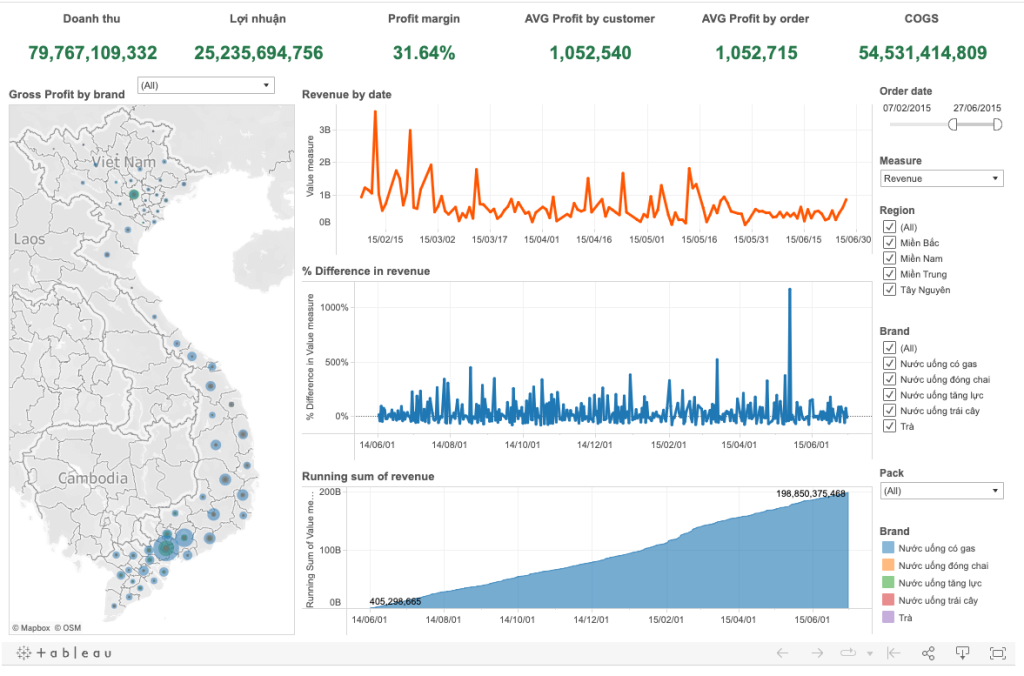 Doanh thu
Lợi nhuận
Profit margin
AVG Profit by customer
AVG Profit by order
COGS
79,767,109,332
25,235,694,756
31.64%
1,052,540
1,052,715
54,531,414,809
Gross Profit by brand
(All)
Việt Nam
Laos
Cambodia
© Mapbox © OSM
Revenue by date
Value measure
3B
2B
1B
0B
15/02/15
15/03/02
15/03/17
15/04/01
15/04/16
15/05/01
15/05/16
15/05/31
15/06/15
15/06/30
% Difference in revenue
% Difference in Value measure
1000%
500%
0%
14/06/01
14/08/01
14/10/01
14/12/01
15/02/01
15/04/01
15/06/01
Running sum of revenue
Running Sum of Value me...
200B
100B
0B
405,298,665
198,850,375,468
14/06/01
14/08/01
14/10/01
14/12/01
15/02/01
15/04/01
15/06/01
Order date
07/02/2015
27/06/2015
Measure
Revenue
Region
(All)
Miền Bắc
Miền Nam
Miền Trung
Tây Nguyên
Brand
(All)
Nước uống có gas
Nước uống đóng chai
Nước uống tăng lực
Nước uống trái cây
Trà
Pack
(All)
Brand
Nước uống có gas
Nước uống đóng chai
Nước uống tăng lực
Nước uống trái cây
Trà
+ a b | e a u